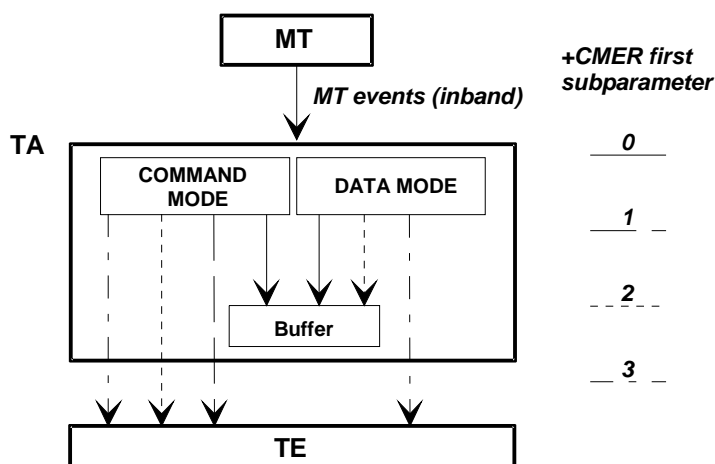 MT
+CMER first
subparameter
MT events (inband)
TA
0
COMMAND
MODE
DATA MODE
1
2
Buffer
3
TE